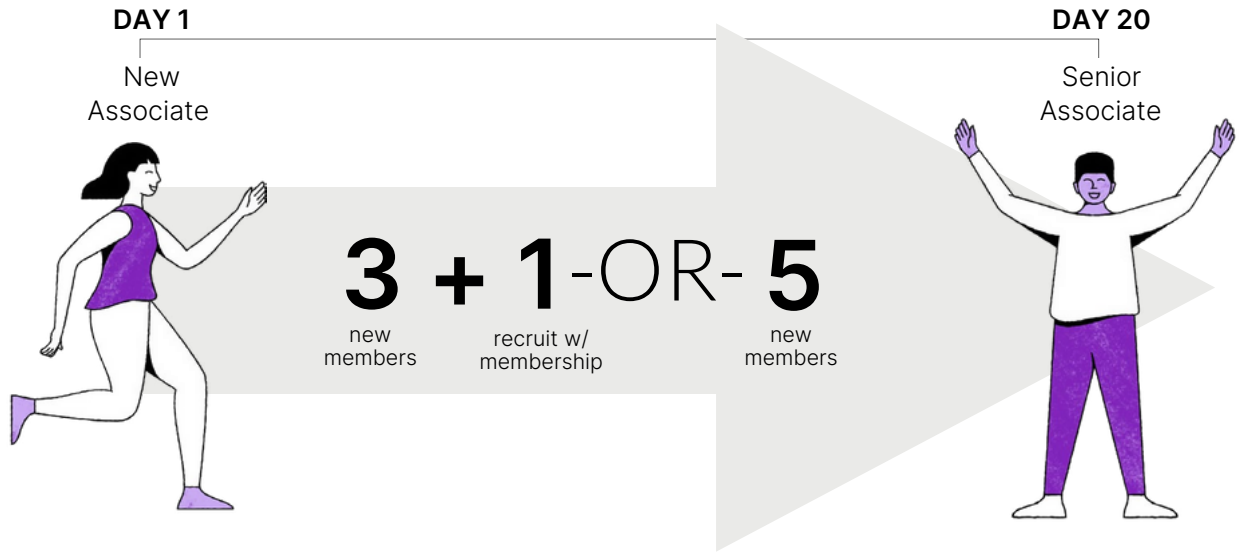 DAY 1
DAY 20
New
Associate
Senior
Associate
3 + 1 -OR- 5
new
members
recruit w/
membership
new
members